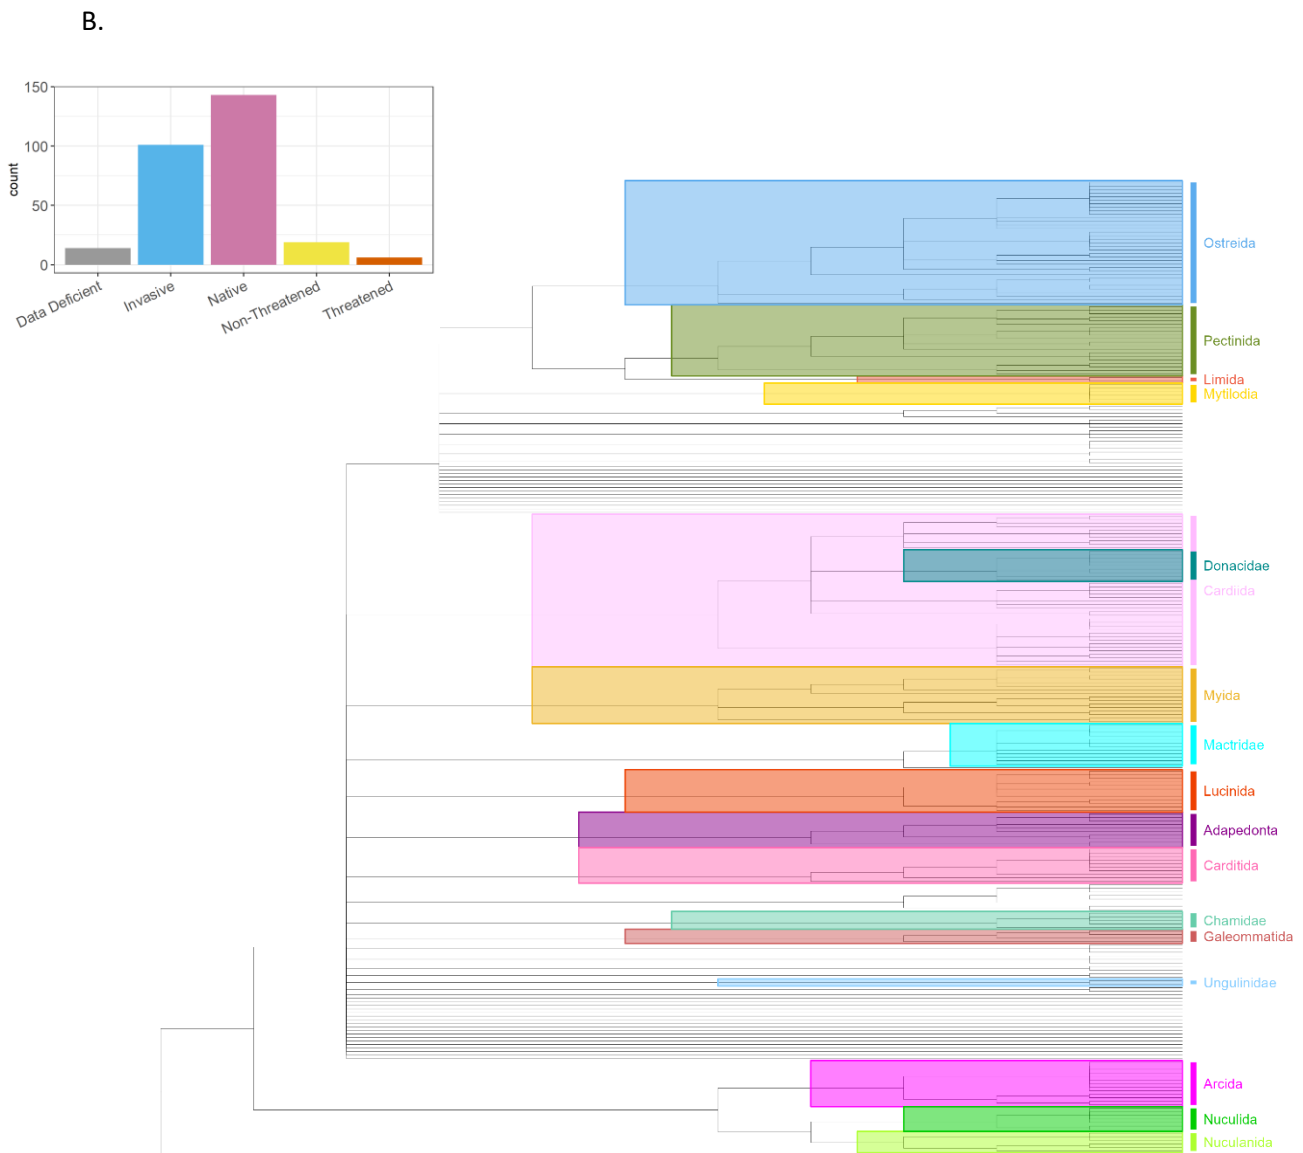 B.
150
100
50
0
count
Data Deficient
Invasive
Native
Non-Threatened
Threatened
Ostreida
Pectinida
Limida
Mytilodia
Donacidae
Cardiida
Myida
Mactridae
Lucinida
Adapedonta
Carditida
Chamidae
Galeommatida
Ungulinidae
Arcida
Nuculida
Nuculanida